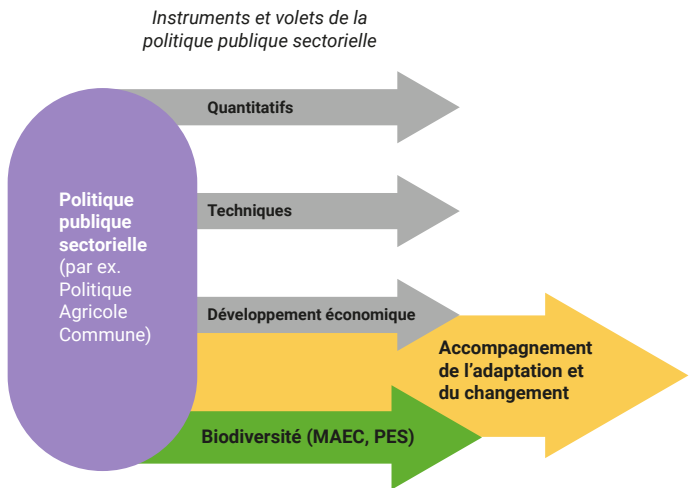 Instruments et volets de la
politique publique sectorielle
Quantitatifs
Politique
publique
sectorielle
(par ex.
Politique
Agricole
Commune)
Techniques
Développement économique
Accompagnement
de l'adaptation et
du changement
Biodiversité (MAEC, PES)